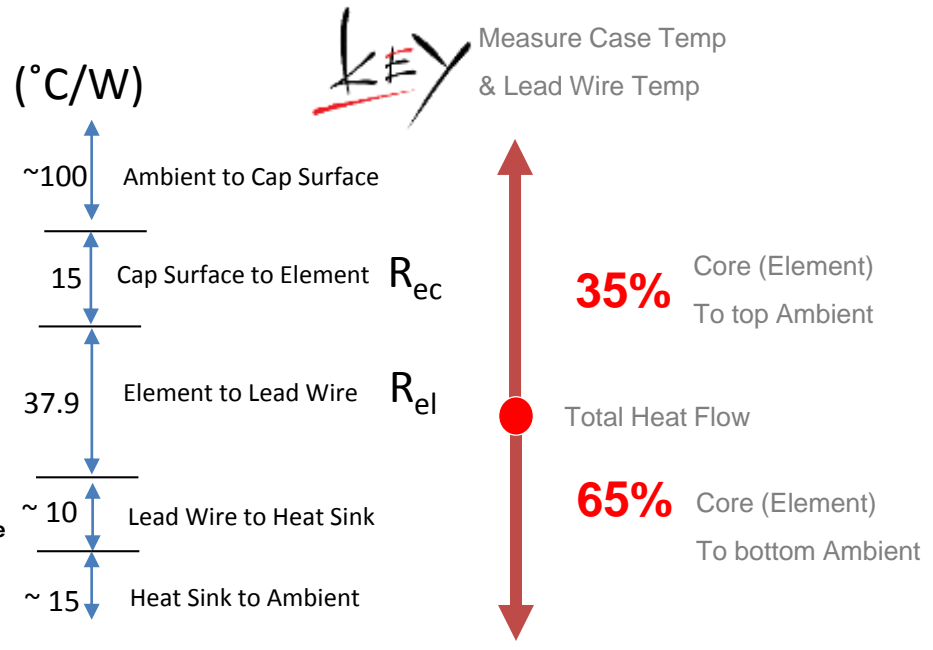 KEY
Measure Case Temp
& Lead Wire Temp
(˚C/W)
~100 Ambient to Cap Surface
15 Cap Surface to Element Rec
37.9 Element to Lead Wire Rel
~ 10 Lead Wire to Heat Sink
e
~ 15 Heat Sink to Ambient
35% Core (Element)
To top Ambient
Total Heat Flow
65% Core (Element)
To bottom Ambient